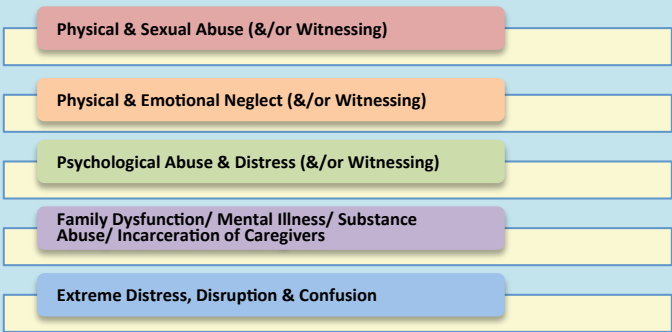 Physical & Sexual Abuse (&/or Witnessing)
Physical & Emotional Neglect (&/or Witnessing)
Psychological Abuse & Distress (&/or Witnessing)
Family Dysfunction/ Mental Illness/ Substance
Abuse/ Incarceration of Caregivers
Extreme Distress, Disruption & Confusion